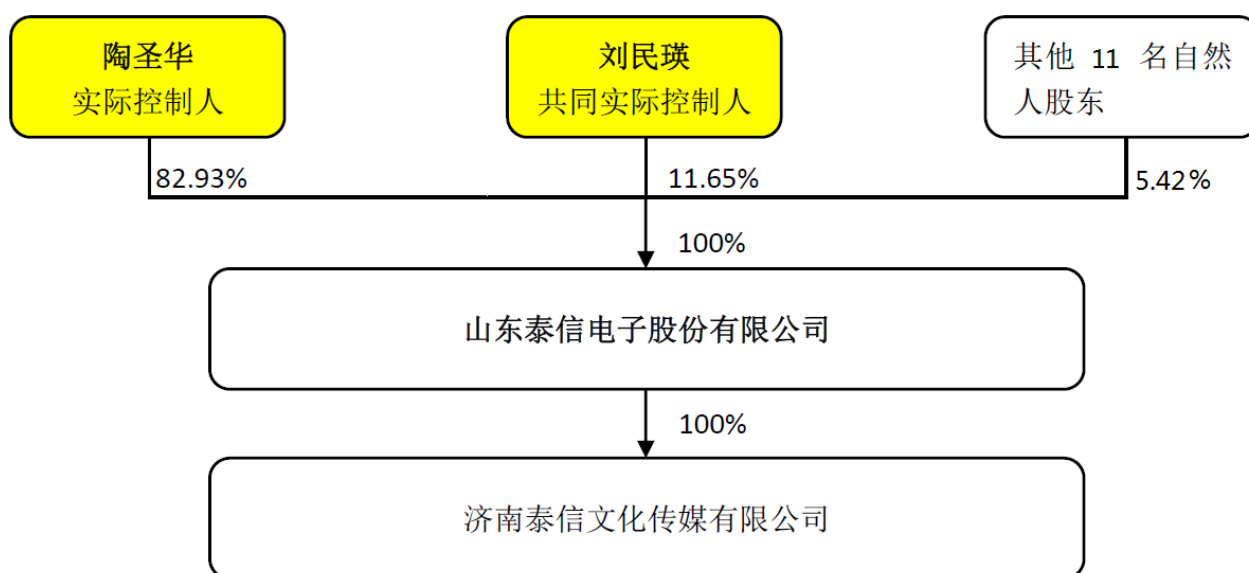 陶圣华
实际控制人
刘民瑛
共同实际控制人
其他 11 名自然
人股东
82.93%
11.65%
5.42%
100%
山东泰信电子股份有限公司
100%
济南泰信文化传媒有限公司